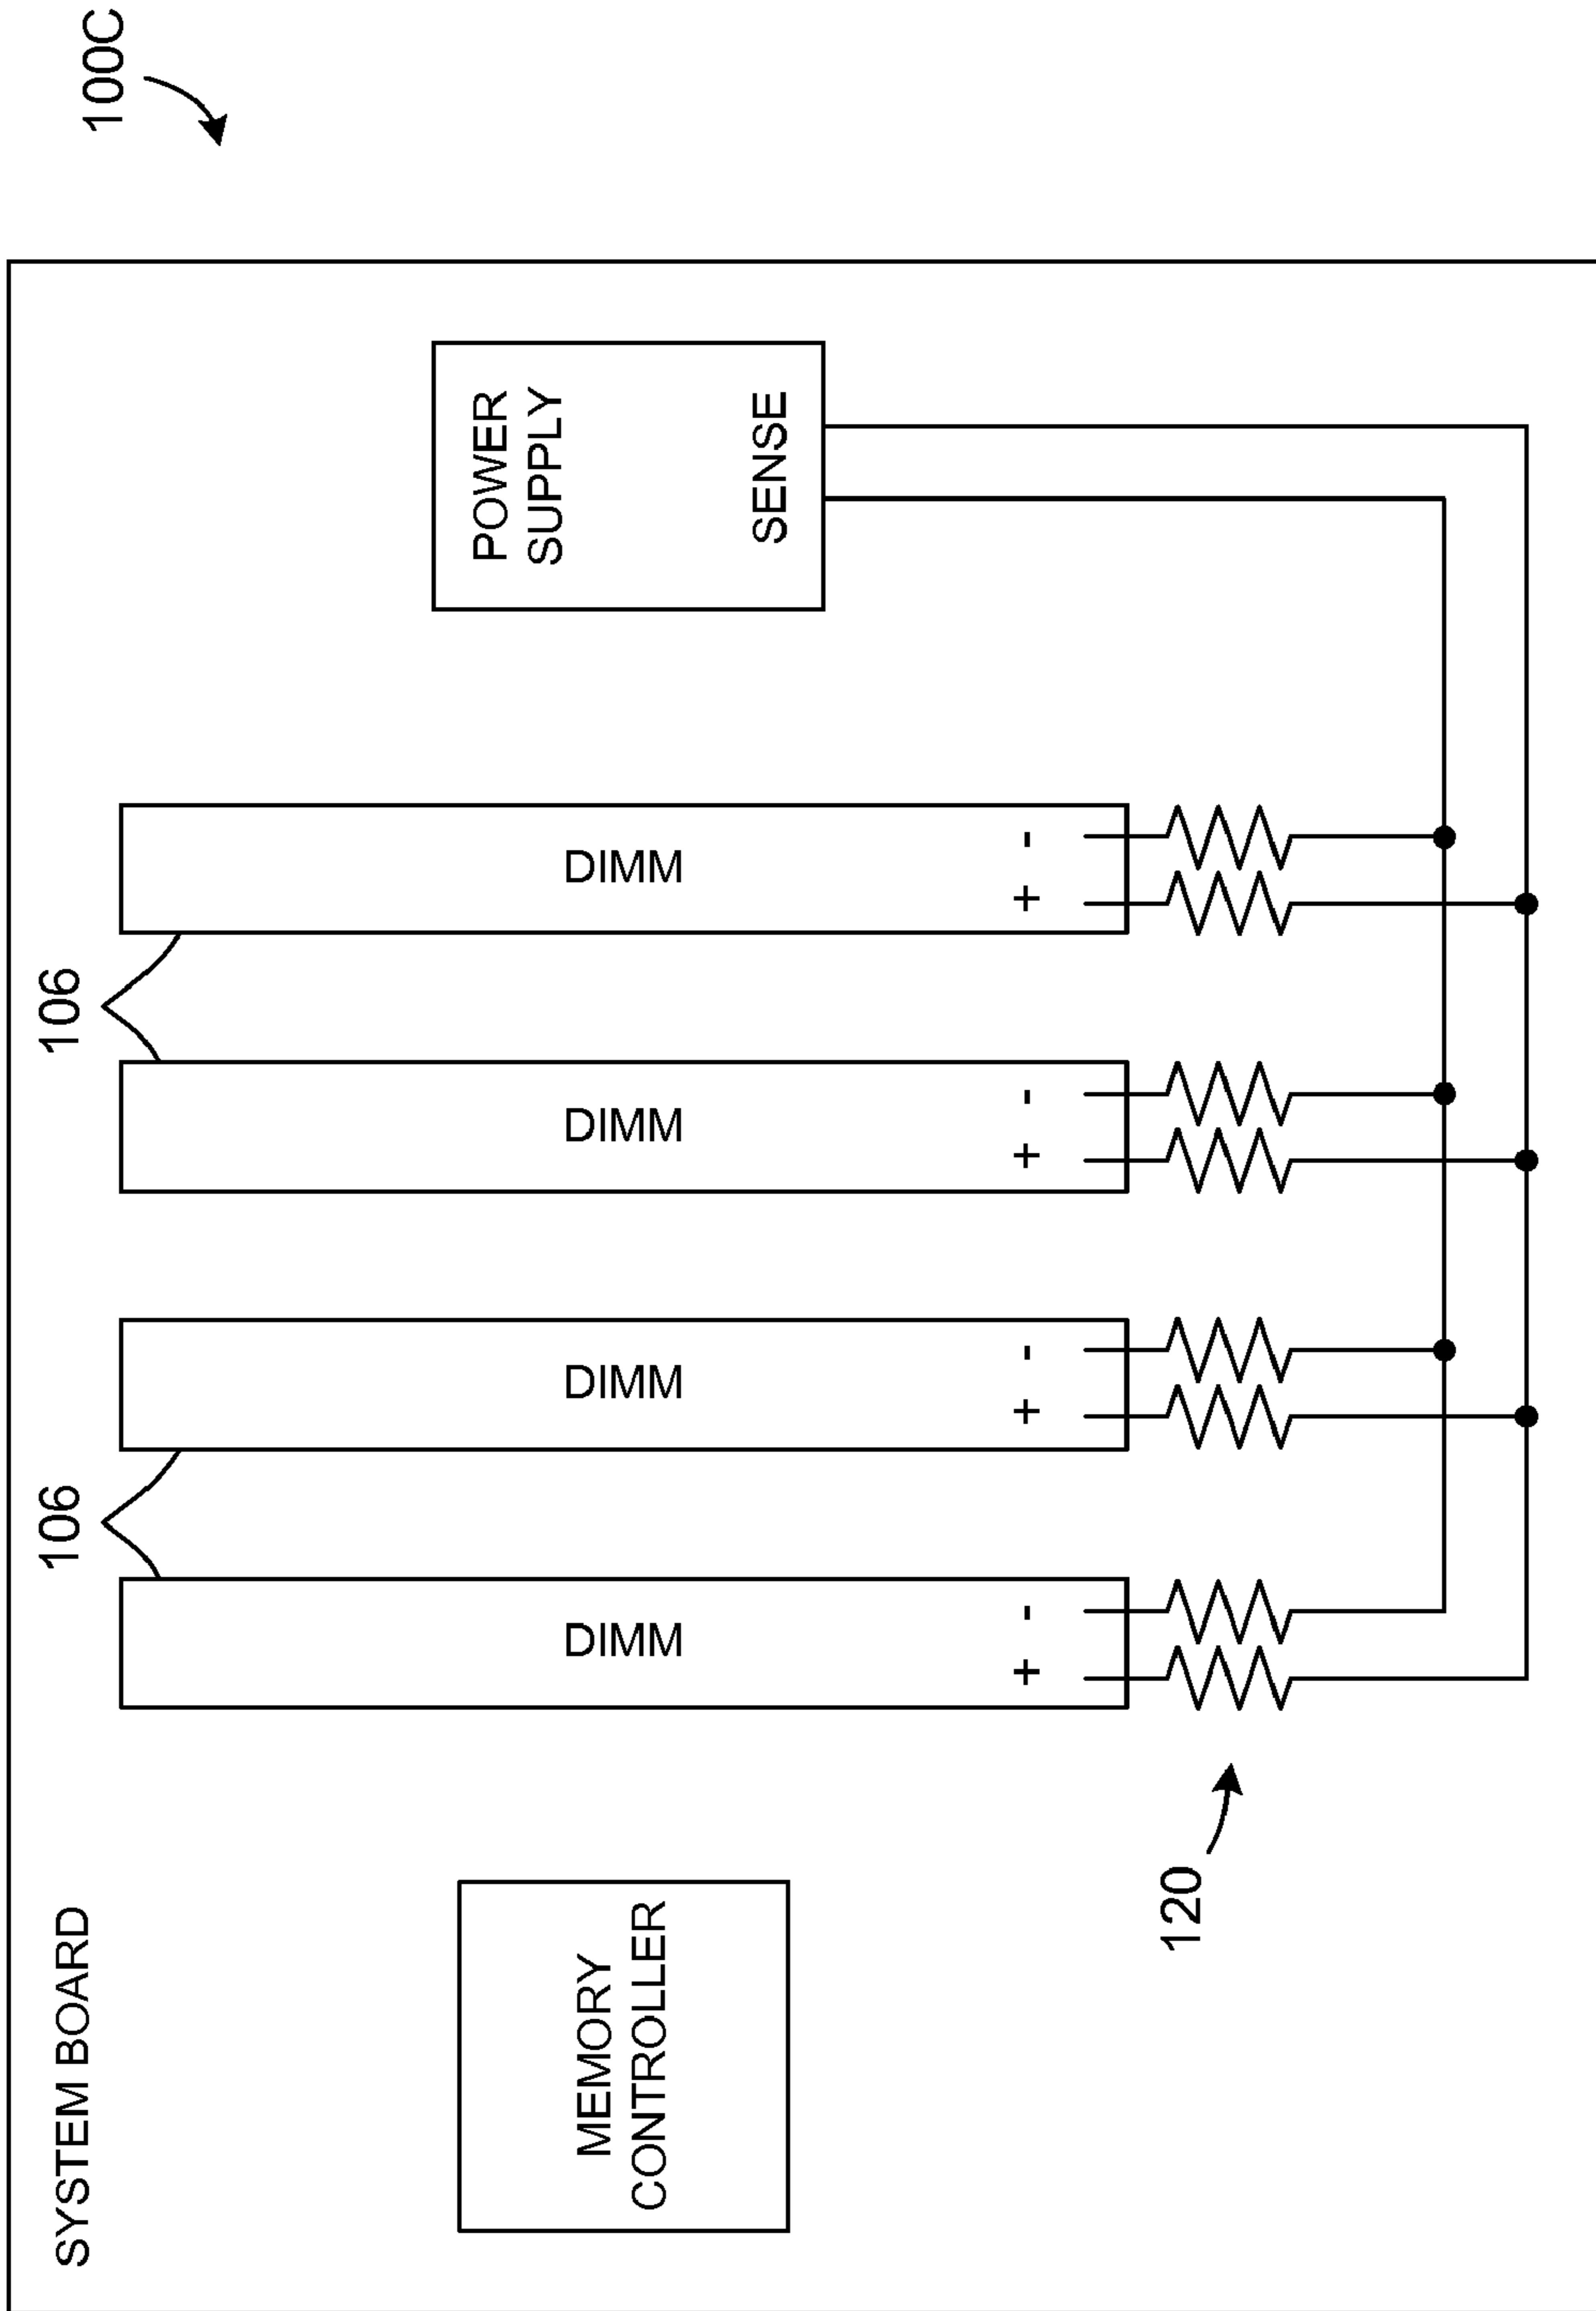 100C
SYSTEM BOARD
106
106
MEMORY
CONTROLLER
DIMM
DIMM
DIMM
DIMM
POWER
SUPPLY
SENSE
+
-
+
-
+
-
+
-
120